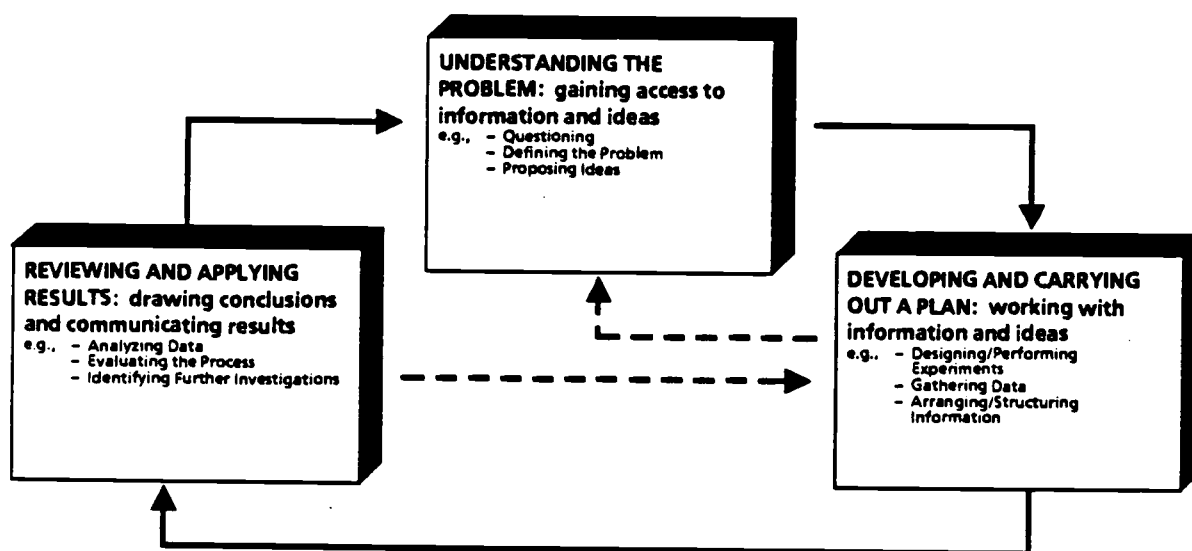 UNDERSTANDING THE
PROBLEM: gaining access to
information and ideas
e.g., – Questioning
– Defining the Problem
– Proposing Ideas
REVIEWING AND APPLYING
RESULTS: drawing conclusions
and communicating results
e.g., – Analyzing Data
– Evaluating the Process
– Identifying Further Investigations
DEVELOPING AND CARRYING
OUT A PLAN: working with
information and ideas
e.g., – Designing/Performing
Experiments
– Gathering Data
– Arranging/Structuring
Information